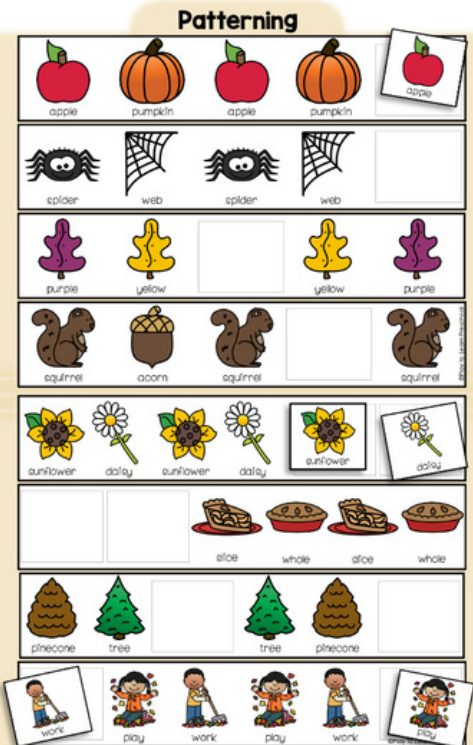 Patterning
apple pumpkin apple pumpkin apple
spider web spider web
purple yellow yellow purple
squirrel acorn squirrel squirrel
sunflower daisy sunflower daisy sunflower daisy
slice whole slice whole
pinecone tree tree pinecone
work play work play work play